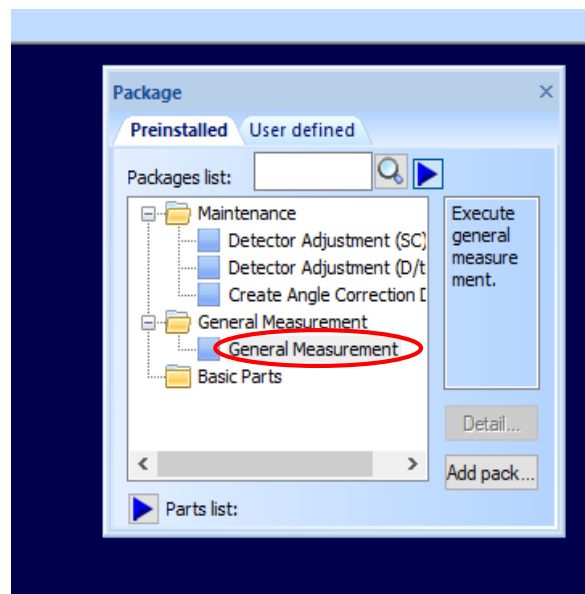 Package
Preinstalled User defined
Packages list:
Maintenance
Detector Adjustment (SC)
Detector Adjustment (D/t
Create Angle Correction D
General Measurement
General Measurement
Basic Parts
Execute
general
measure
ment.
Detail...
Add pack...
Parts list: